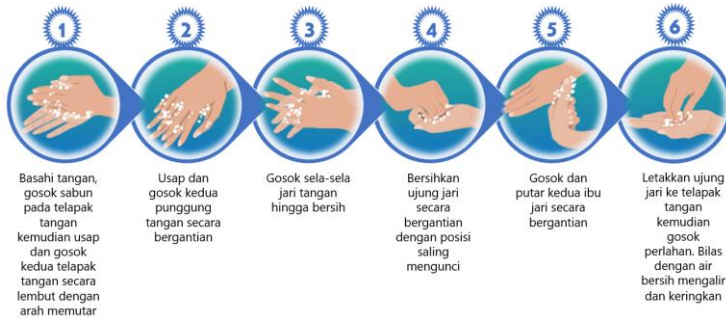 1
2
3
4
5
6
Basahi tangan,
gosok sabun
pada telapak
tangan
kemudian usap
dan gosok
kedua telapak
tangan secara
lembut dengan
arah memutar
Usap dan
gosok kedua
punggung
tangan secara
bergantian
Gosok sela-sela
jari tangan
hingga bersih
Bersihkan
ujung jari
secara
bergantian
dengan posisi
saling
mengunci
Gosok dan
putar kedua ibu
jari secara
bergantian
Letakkan ujung
jari ke telapak
tangan
kemudian
gosok
perlahan. Bilas
dengan air
bersih mengalir
dan keringkan